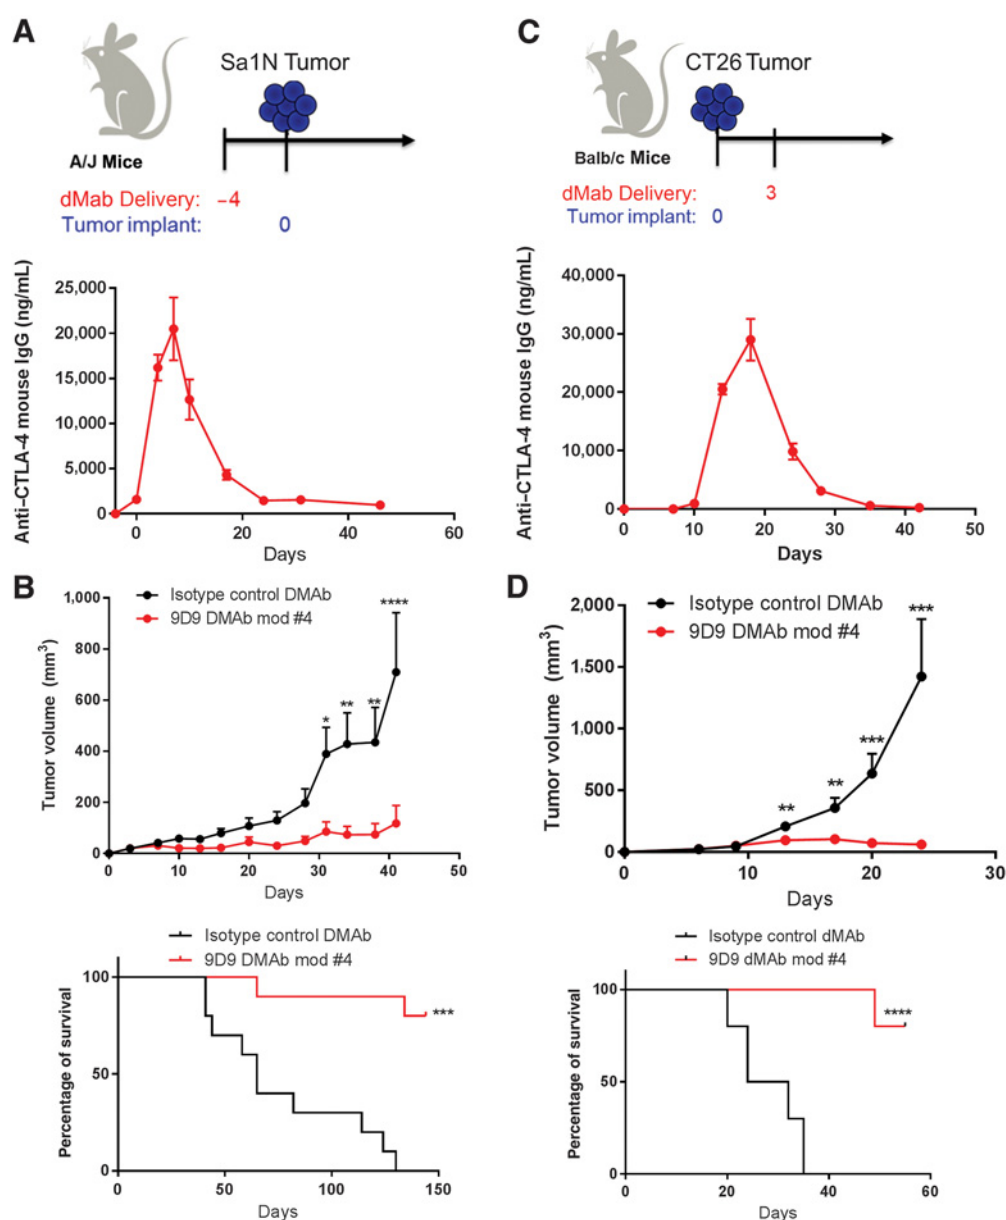 A
Sa1N Tumor
A/J Mice
dMab Delivery: −4
Tumor implant: 0
Anti-CTLA-4 mouse IgG (ng/mL)
25,000
20,000
15,000
10,000
5,000
0
0 20 40 60
Days
B
Isotype control DMAb
9D9 DMAb mod #4
Tumor volume (mm³)
1,000
800
600
400
200
0
* ** ** ****
0 10 20 30 40 50
Days
Isotype control DMAb
9D9 DMAb mod #4
Percentage of survival
100
50
0
***
0 50 100 150
Days
C
CT26 Tumor
Balb/c Mice
dMab Delivery: 3
Tumor implant: 0
Anti-CTLA-4 mouse IgG (ng/mL)
40,000
30,000
20,000
10,000
0
0 10 20 30 40 50
Days
D
Isotype control DMAb
9D9 DMAb mod #4
Tumor volume (mm³)
2,000
1,500
1,000
500
0
** ** *** ***
0 10 20 30
Days
Isotype control dMAb
9D9 dMAb mod #4
Percentage of survival
100
50
0
****
0 20 40 60
Days